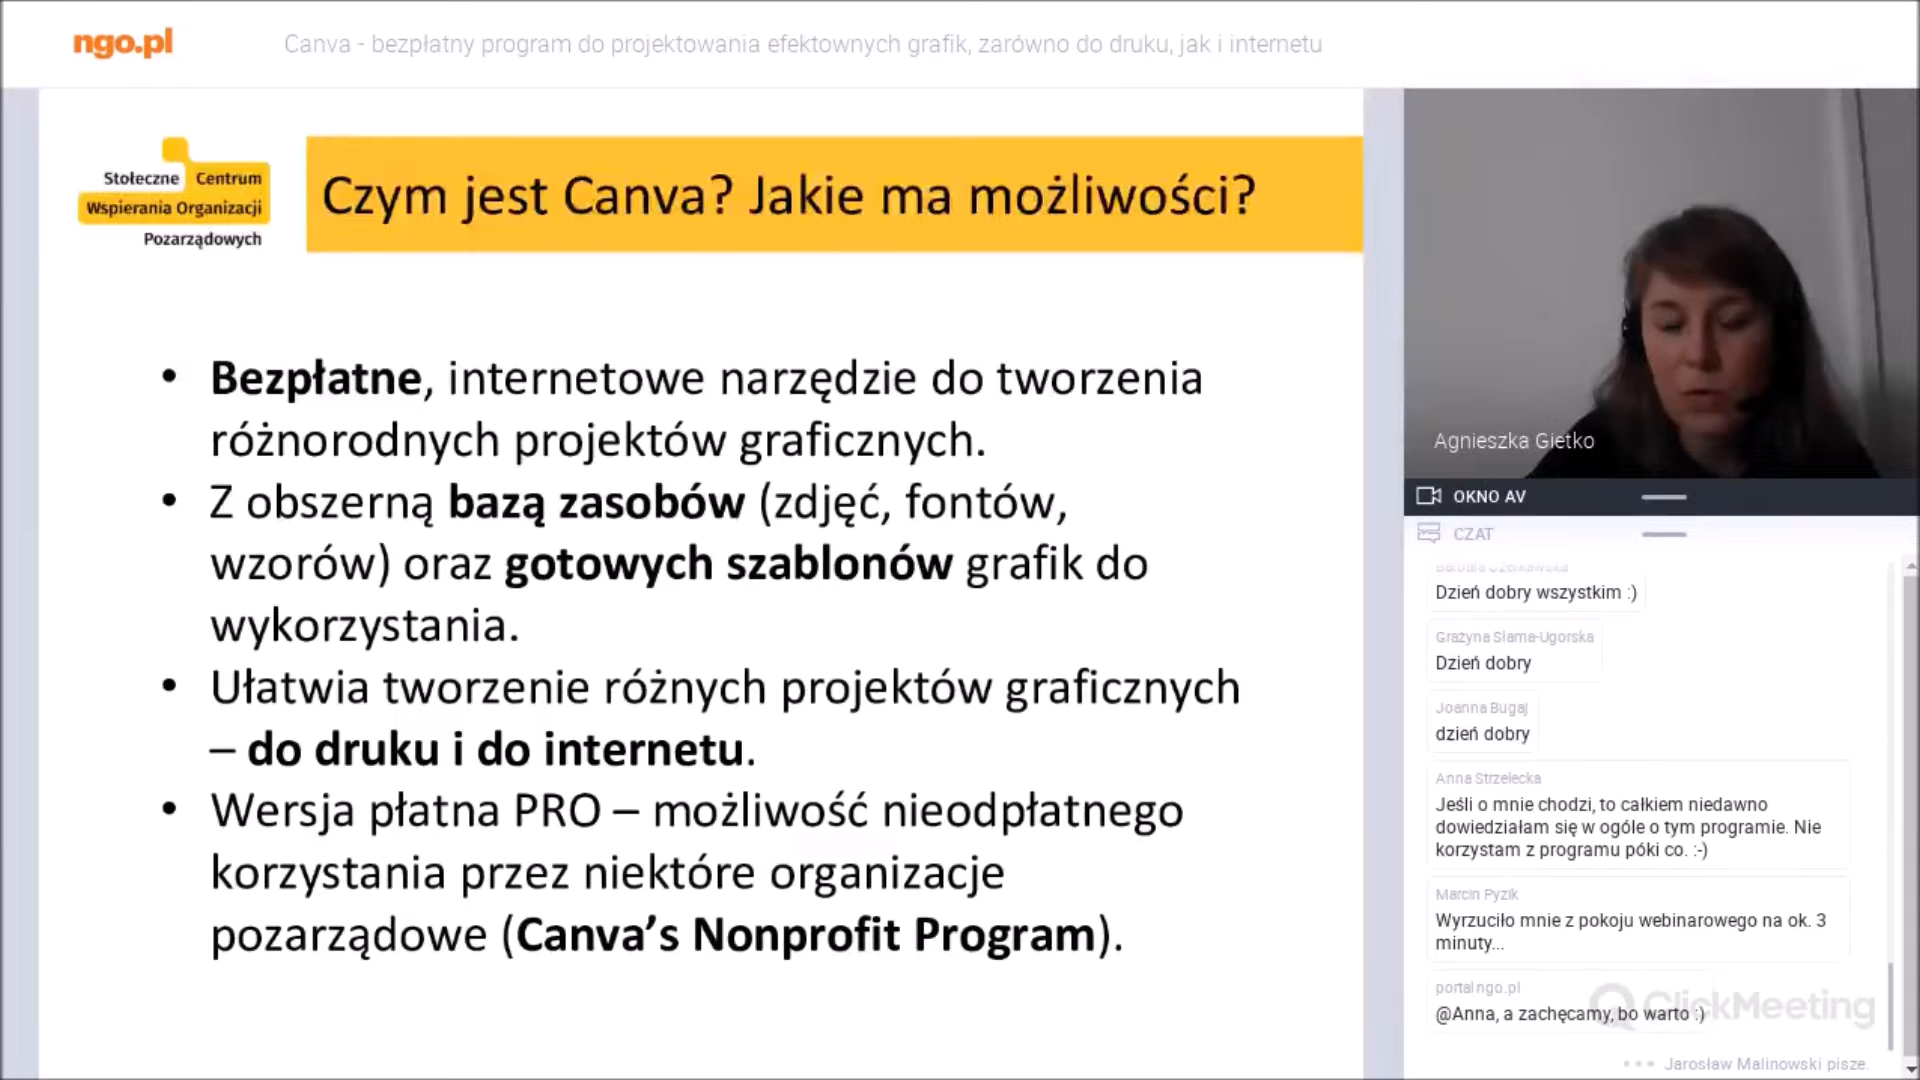 ngo.pl
Canva - bezpłatny program do projektowania efektownych grafik, zarówno do druku, jak i internetu
Stołeczne Centrum
Wspierania Organizacji
Pozarządowych
Czym jest Canva? Jakie ma możliwości?
• Bezpłatne, internetowe narzędzie do tworzenia
różnorodnych projektów graficznych.
• Z obszerną bazą zasobów (zdjęć, fontów,
wzorów) oraz gotowych szablonów grafik do
wykorzystania.
• Ułatwia tworzenie różnych projektów graficznych
– do druku i do internetu.
• Wersja płatna PRO – możliwość nieodpłatnego
korzystania przez niektóre organizacje
pozarządowe (Canva’s Nonprofit Program).
Agnieszka Gietko
OKNO AV
CZAT
Dzień dobry wszystkim :)
Grażyna Slama-Ugorska
Dzień dobry
Joanna Bugaj
dzień dobry
Anna Strzelecka
Jeśli o mnie chodzi, to całkiem niedawno
dowiedziałam się w ogóle o tym programie. Nie
korzystam z programu póki co. :-)
Marcin Pyzik
Wyrzuciło mnie z pokoju webinarowego na ok. 3
minuty...
portal ngo.pl
@Anna, a zachęcamy, bo warto :)
ClickMeeting
Jarosław Malinowski pisze.